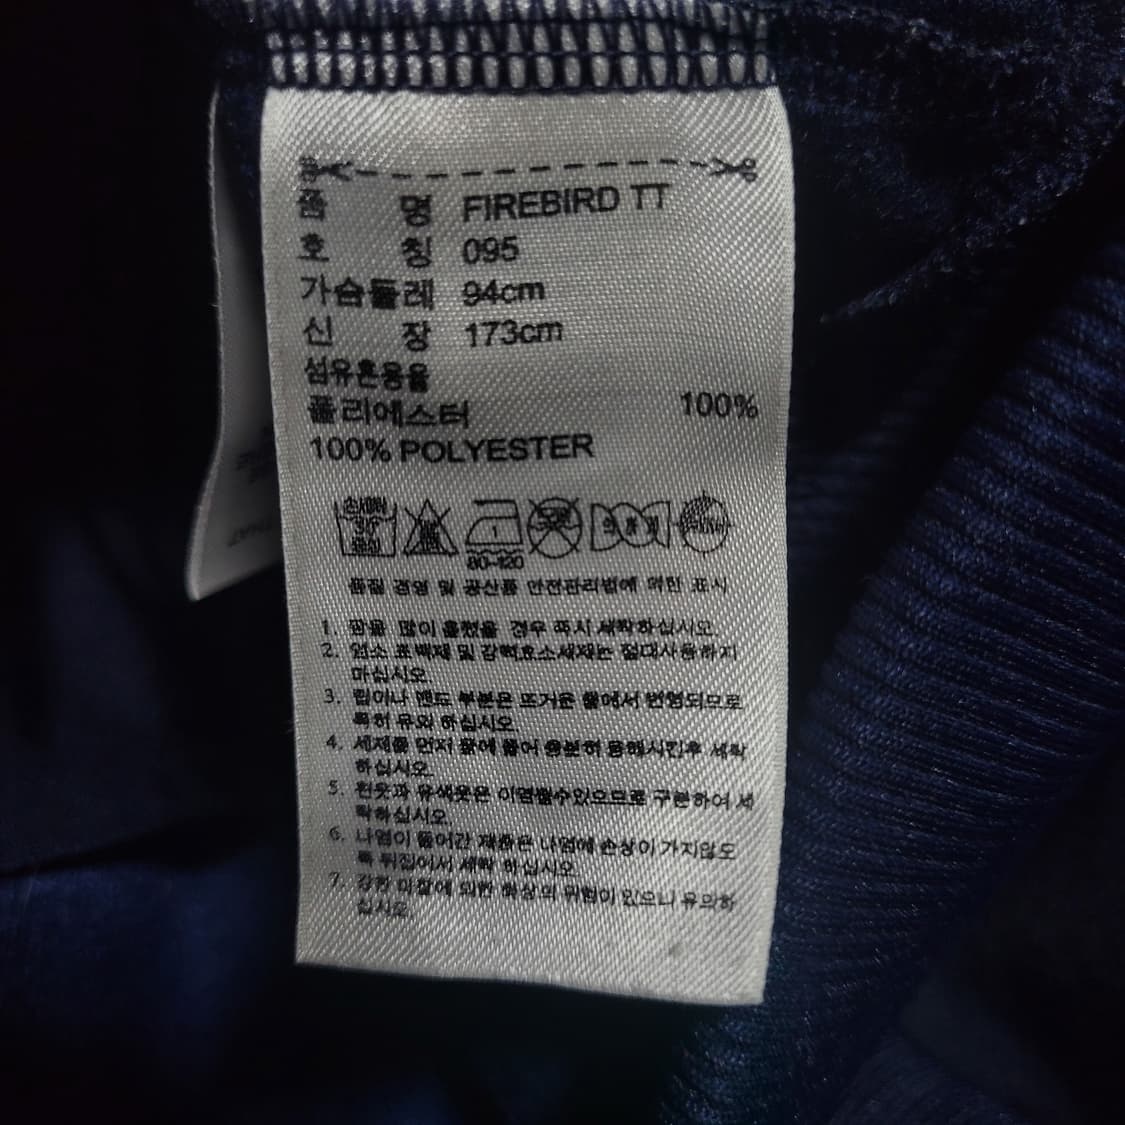 품 명 FIREBIRD TT
호 칭 095
가슴둘레 94cm
신 장 173cm
섬유혼용율
폴리에스터 100%
100% POLYESTER
80~120
품질 경영 및 공산품 안전관리법에 의한 표시
1. 땀을 많이 흘렸을 경우 즉시 세탁하십시오.
2. 염소 표백제 및 강력효소세제는 절대사용하지
마십시오.
3. 립이나 밴드 부분은 뜨거운 물에서 변형되므로
특히 유의 하십시오.
4. 세제를 먼저 물에 풀어 충분히 용해시킨후 세탁
하십시오.
5. 흰옷과 유색옷은 이염될수있으므로 구분하여 세
탁하십시오.
6. 나염이 들어간 제품은 나염에 손상이 가지않도
록 뒤집어서 세탁 하십시오.
7. 강한 마찰에 의한 손상의 위험이 있으니 유의하
십시오.